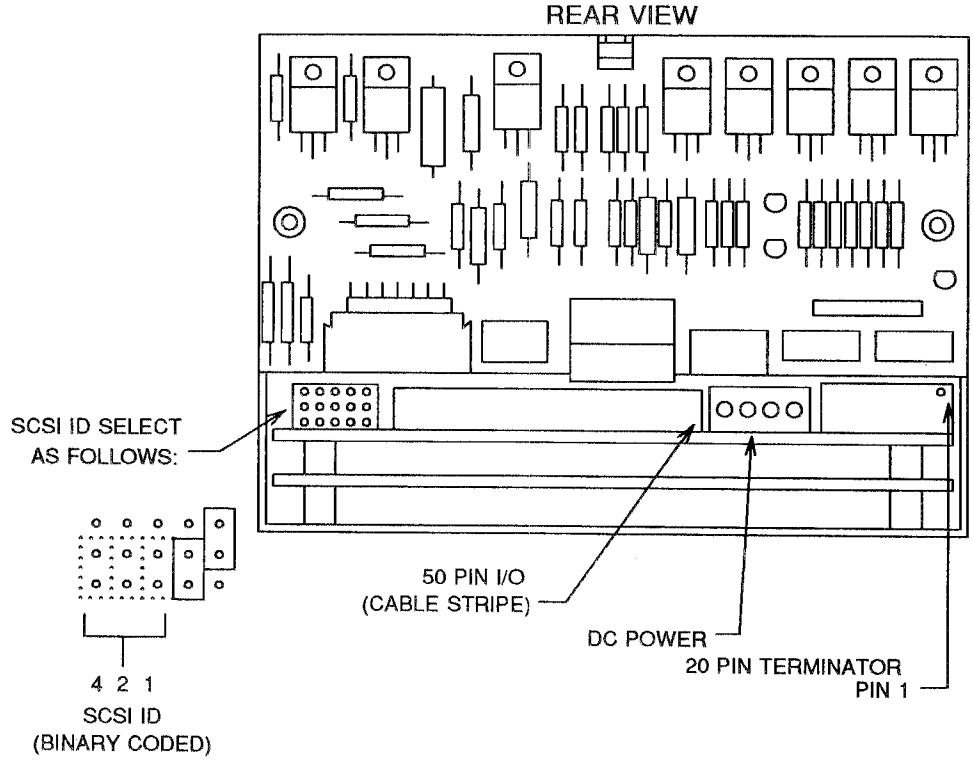 REAR VIEW
SCSI ID SELECT
AS FOLLOWS:
50 PIN I/O
(CABLE STRIPE)
DC POWER
20 PIN TERMINATOR
PIN 1
4 2 1
SCSI ID
(BINARY CODED)